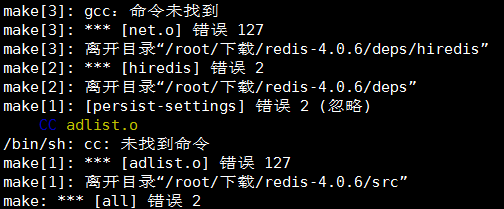 make[3]: gcc：命令未找到
make[3]: *** [net.o] 错误 127
make[3]: 离开目录“/root/下载/redis-4.0.6/deps/hiredis”
make[2]: *** [hiredis] 错误 2
make[2]: 离开目录“/root/下载/redis-4.0.6/deps”
make[1]: [persist-settings] 错误 2 (忽略)
CC adlist.o
/bin/sh: cc: 未找到命令
make[1]: *** [adlist.o] 错误 127
make[1]: 离开目录“/root/下载/redis-4.0.6/src”
make: *** [all] 错误 2